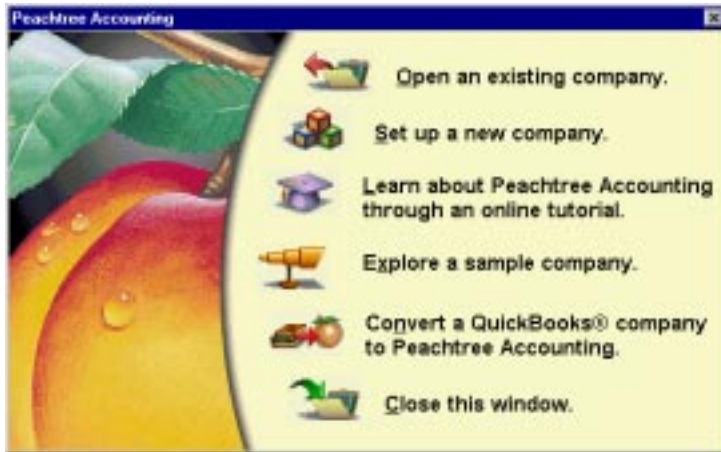 Peachtree Accounting
Open an existing company.
Set up a new company.
Learn about Peachtree Accounting
through an online tutorial.
Explore a sample company.
Convert a QuickBooks® company
to Peachtree Accounting.
Close this window.